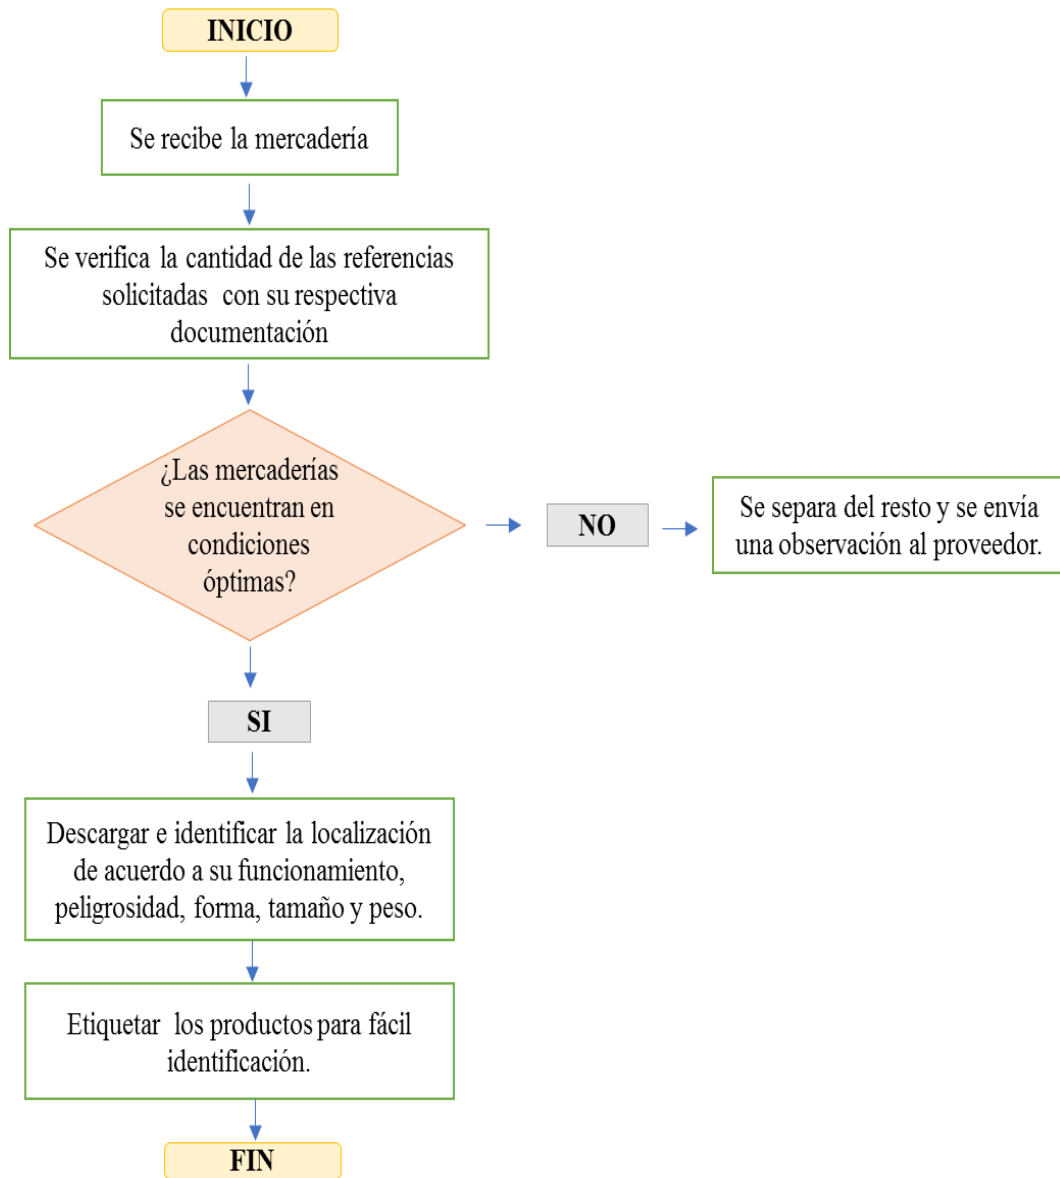 INICIO
Se recibe la mercadería
Se verifica la cantidad de las referencias
solicitadas con su respectiva
documentación
¿Las mercaderías
se encuentran en
condiciones
óptimas?
NO
Se separa del resto y se envía
una observación al proveedor.
SI
Descargar e identificar la localización
de acuerdo a su funcionamiento,
peligrosidad, forma, tamaño y peso.
Etiquetar los productos para fácil
identificación.
FIN